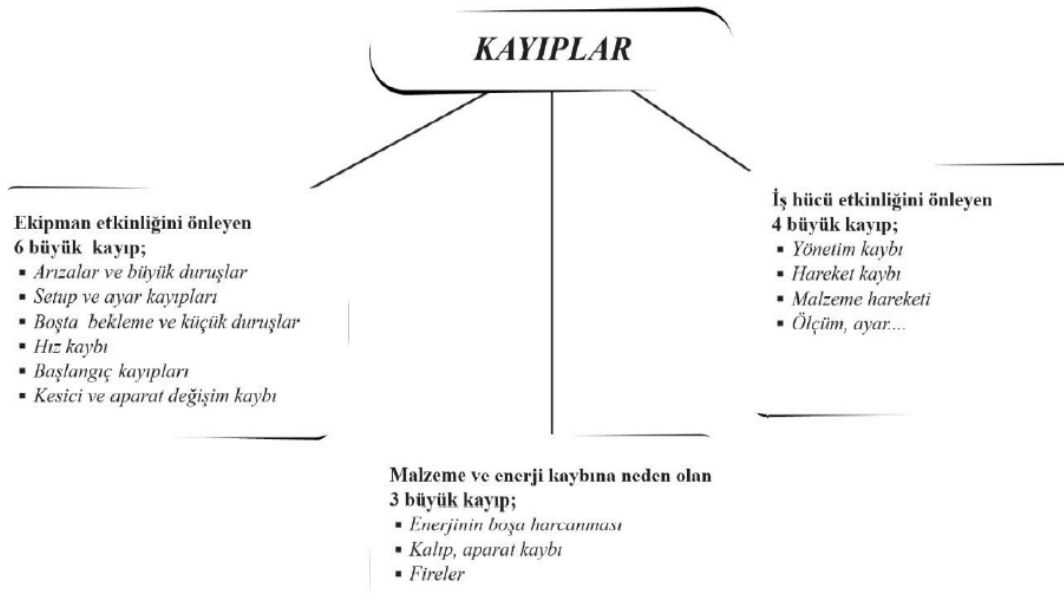 KAYIPLAR
Ekipman etkinliğini önleyen
6 büyük kayıp;
▪ Arızalar ve büyük duruşlar
▪ Setup ve ayar kayıpları
▪ Boşta bekleme ve küçük duruşlar
▪ Hız kaybı
▪ Başlangıç kayıpları
▪ Kesici ve aparat değişim kaybı
Malzeme ve enerji kaybına neden olan
3 büyük kayıp;
▪ Enerjinin boşa harcanması
▪ Kalıp, aparat kaybı
▪ Fireler
İş hücü etkinliğini önleyen
4 büyük kayıp;
▪ Yönetim kaybı
▪ Hareket kaybı
▪ Malzeme hareketi
▪ Ölçüm, ayar....